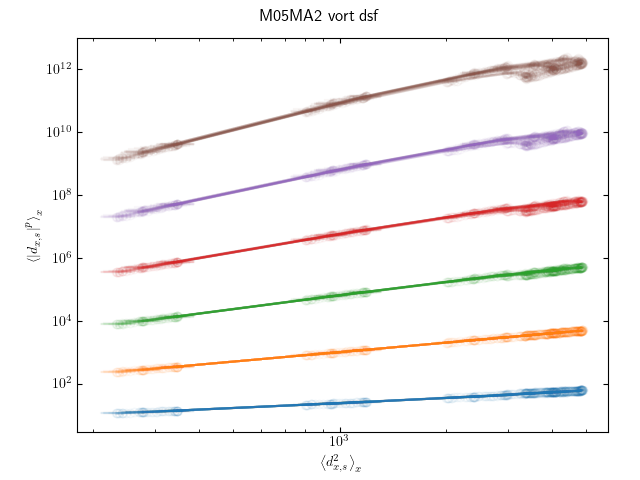 M05MA2 vort dsf
10^{12}
10^{10}
10^{8}
10^{6}
10^{4}
10^{2}
⟨|d_{x,s}|^p⟩_x
10^3
⟨d^2_{x,s}⟩_x